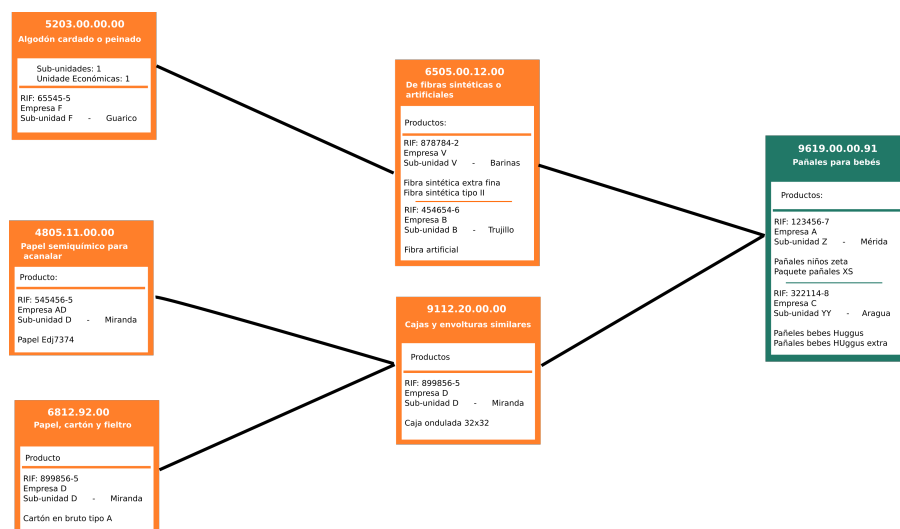 5203.00.00.00
Algodón cardado o peinado
Sub-unidades: 1
Unidade Económicas: 1
RIF: 65545-5
Empresa F
Sub-unidad F - Guarico
4805.11.00.00
Papel semiquímico para
acanalar
Producto:
RIF: 545456-5
Empresa AD
Sub-unidad D - Miranda
Papel Edj7374
6812.92.00
Papel, cartón y fieltro
Producto
RIF: 899856-5
Empresa D
Sub-unidad D - Miranda
Cartón en bruto tipo A
6505.00.12.00
De fibras sintéticas o
artificiales
Productos:
RIF: 878784-2
Empresa V
Sub-unidad V - Barinas
Fibra sintética extra fina
Fibra sintética tipo II
RIF: 454654-6
Empresa B
Sub-unidad B - Trujillo
Fibra artificial
9112.20.00.00
Cajas y envolturas similares
Productos
RIF: 899856-5
Empresa D
Sub-unidad D - Miranda
Caja ondulada 32x32
9619.00.00.91
Pañales para bebés
Productos:
RIF: 123456-7
Empresa A
Sub-unidad Z - Mérida
Pañales niños zeta
Paquete pañales XS
RIF: 322114-8
Empresa C
Sub-unidad YY - Aragua
Pañeles bebes Huggus
Pañales bebes HUggus extra